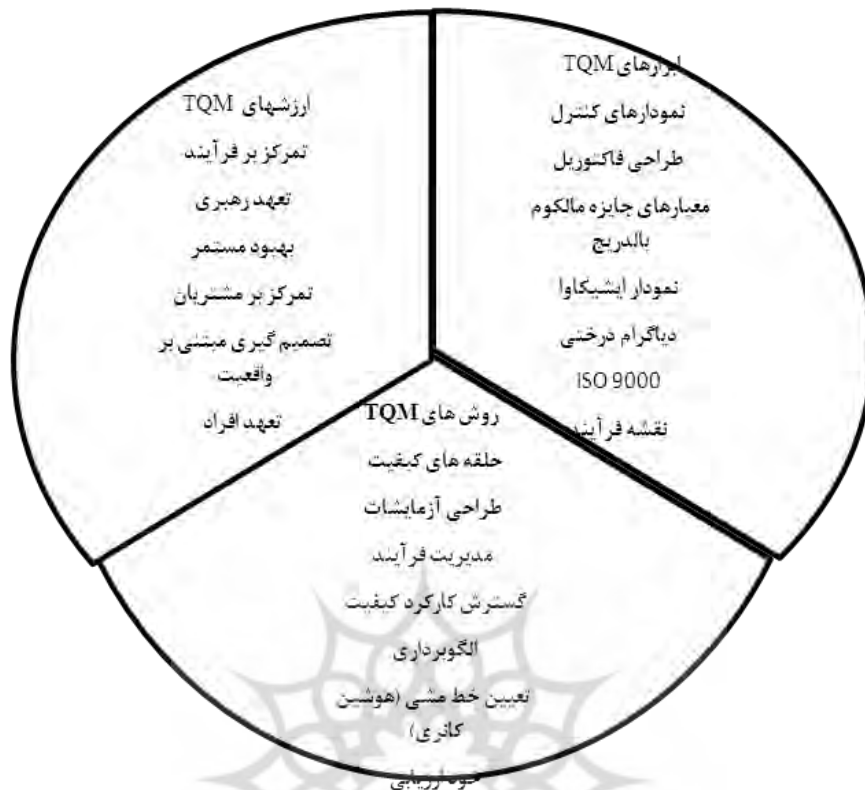 ابزارهای TQM
نمودارهای کنترل
طراحی فاکتوریل
معیارهای جایزه مالکوم
بالدریج
نمودار ایشیکاوا
دیاگرام درختی
ISO 9000
نقشه فرآیند
ارزشهای TQM
تمرکز بر فرآیند
تعهد رهبری
بهبود مستمر
تمرکز بر مشتریان
تصمیم گیری مبتنی بر
واقعیت
تعهد افراد
روش های TQM
حلقه های کیفیت
طراحی آزمایشات
مدیریت فرآیند
گسترش کارکرد کیفیت
الگوبرداری
تعیین خط مشی (هوشین
کانری)
خود ارزیابی